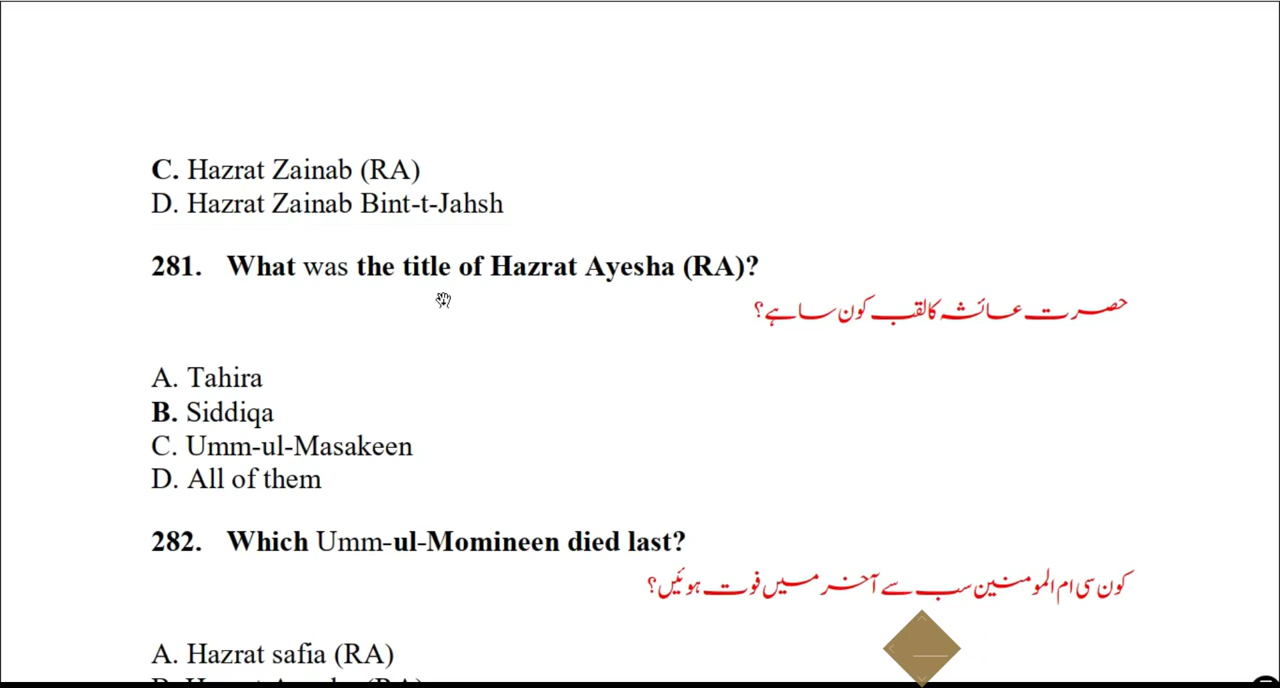 C. Hazrat Zainab (RA)
D. Hazrat Zainab Bint-t-Jahsh
281. What was the title of Hazrat Ayesha (RA)?
حضرت عائشہ کا لقب کون سا ہے؟
A. Tahira
B. Siddiqa
C. Umm-ul-Masakeen
D. All of them
282. Which Umm-ul-Momineen died last?
کون سی ام المومنین سب سے آخر میں فوت ہوئیں؟
A. Hazrat safia (RA)